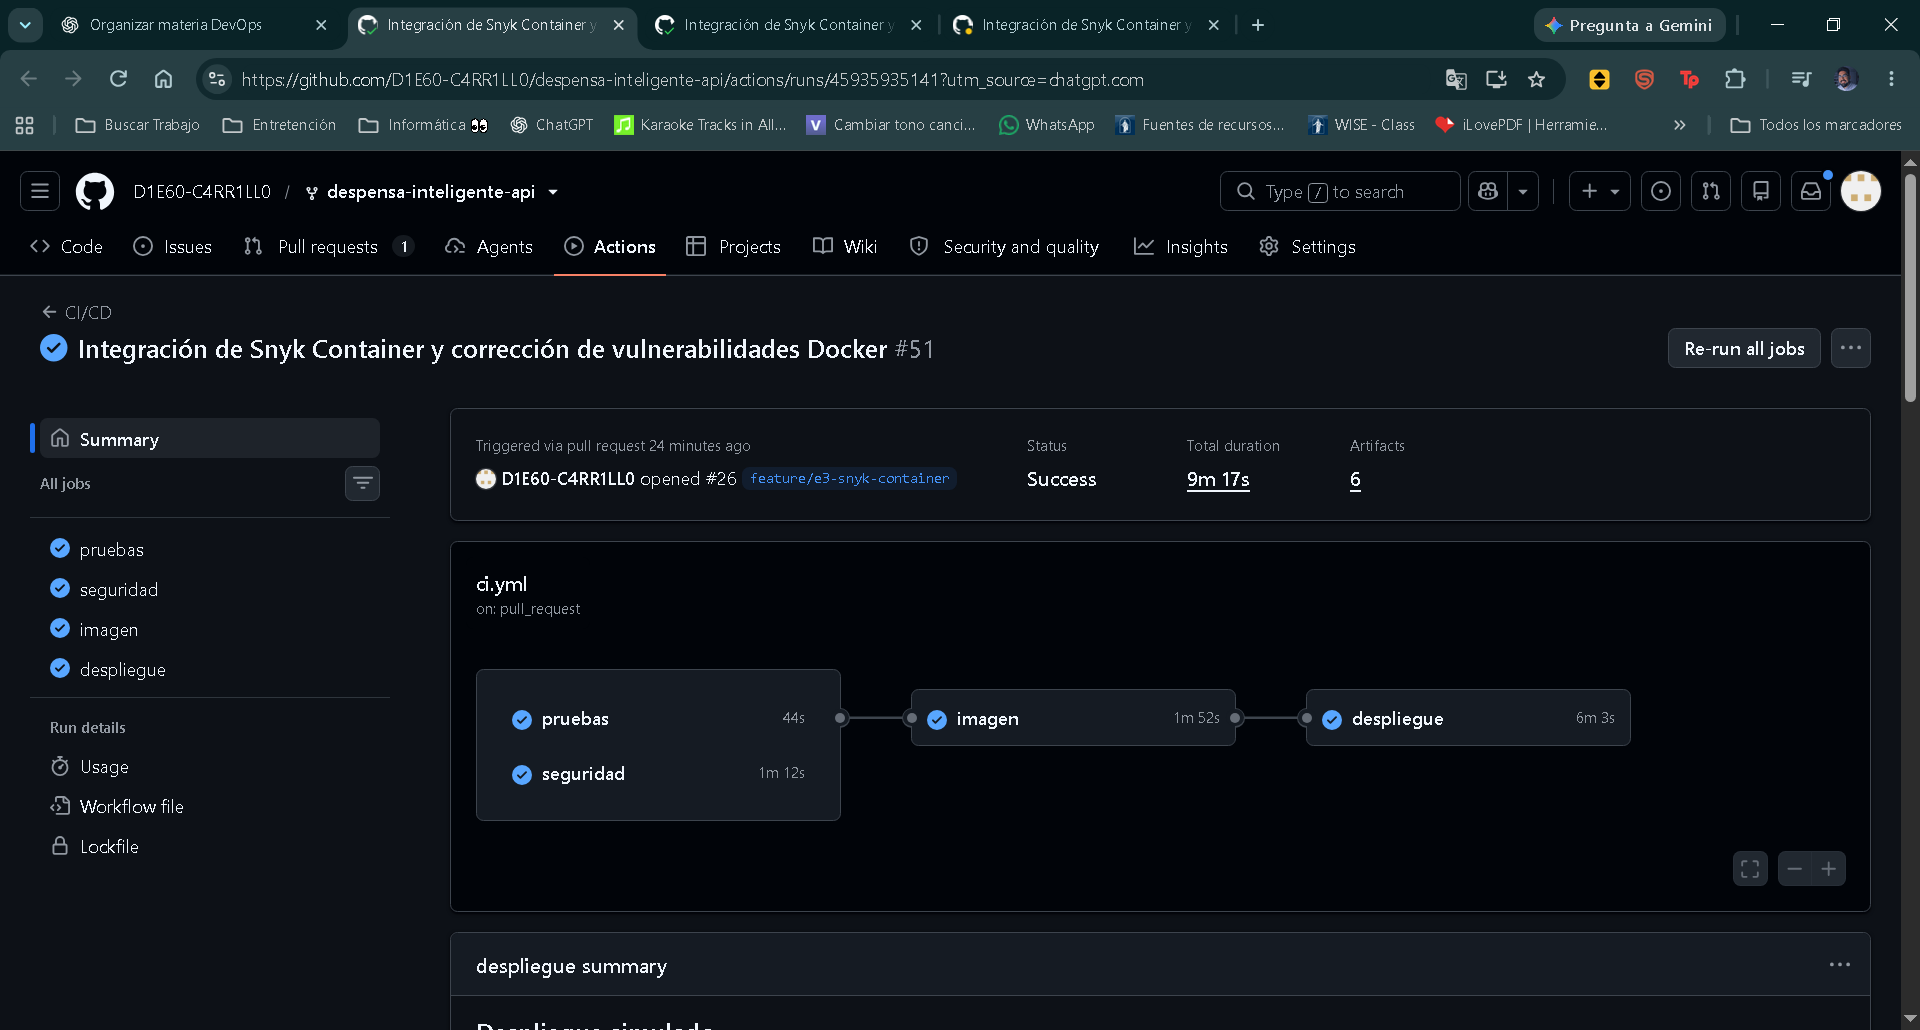 Organizar materia DevOps
Integración de Snyk Container y
Integración de Snyk Container y
Integración de Snyk Container y
Pregunta a Gemini
https://github.com/D1E60-C4RR1LL0/despensa-inteligente-api/actions/runs/45935935141?utm_source=chatgpt.com
Buscar Trabajo
Entretención
Informática 👀
ChatGPT
Karaoke Tracks in All...
Cambiar tono canci...
WhatsApp
Fuentes de recursos...
WISE - Class
iLovePDF | Herramie...
Todos los marcadores
D1E60-C4RR1LL0 / despensa-inteligente-api
Type / to search
Code
Issues
Pull requests 1
Agents
Actions
Projects
Wiki
Security and quality
Insights
Settings
CI/CD
Integración de Snyk Container y corrección de vulnerabilidades Docker #51
Re-run all jobs
Summary
All jobs
pruebas
seguridad
imagen
despliegue
Run details
Usage
Workflow file
Lockfile
Triggered via pull request 24 minutes ago
D1E60-C4RR1LL0 opened #26 feature/e3-snyk-container
Status
Success
Total duration
9m 17s
Artifacts
6
ci.yml
on: pull_request
pruebas 44s
seguridad 1m 12s
imagen 1m 52s
despliegue 6m 3s
despliegue summary
Despliegue simulado